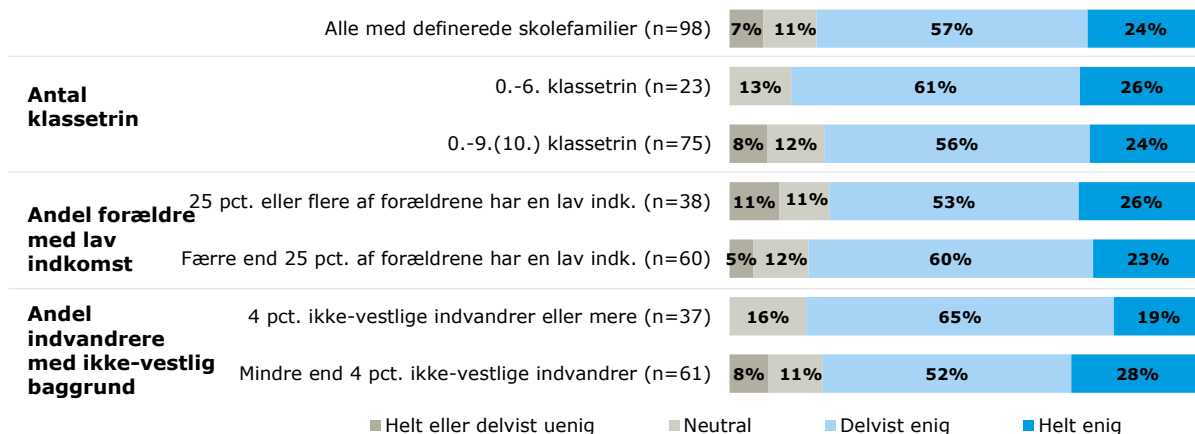 Alle med definerede skolefamilier (n=98) 7% 11% 57% 24%
Antal
klassetrin
0.-6. klassetrin (n=23) 13% 61% 26%
0.-9.(10.) klassetrin (n=75) 8% 12% 56% 24%
Andel forældre
med lav
indkomst
25 pct. eller flere af forældrene har en lav indk. (n=38) 11% 11% 53% 26%
Færre end 25 pct. af forældrene har en lav indk. (n=60) 5% 12% 60% 23%
Andel
indvandrere
med ikke-vestlig
baggrund
4 pct. ikke-vestlige indvandrer eller mere (n=37) 16% 65% 19%
Mindre end 4 pct. ikke-vestlige indvandrer (n=61) 8% 11% 52% 28%
Helt eller delvist uenig Neutral Delvist enig Helt enig